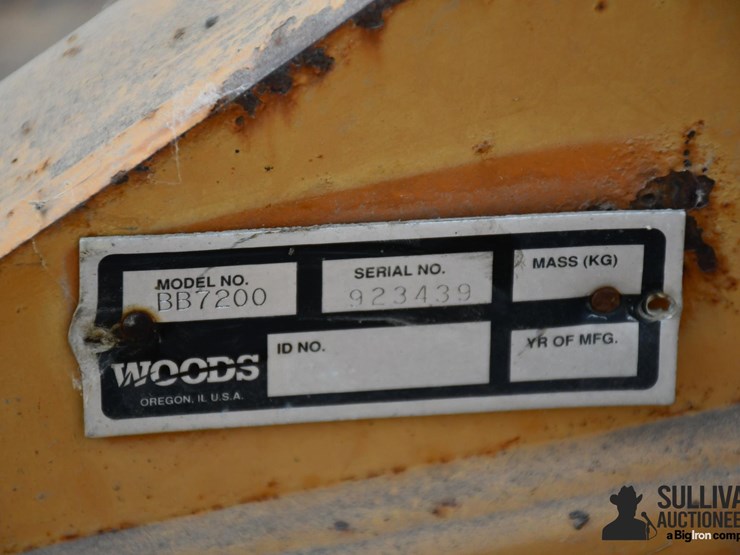 MODEL NO.
BB7200
SERIAL NO.
923439
MASS (KG)
WOODS
OREGON, IL U.S.A.
ID NO.
YR OF MFG.
SULLIVA
AUCTIONEE
a BigIron comp